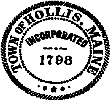 TOWN OF HOLLIS, MAINE
INCORPORATED
1798